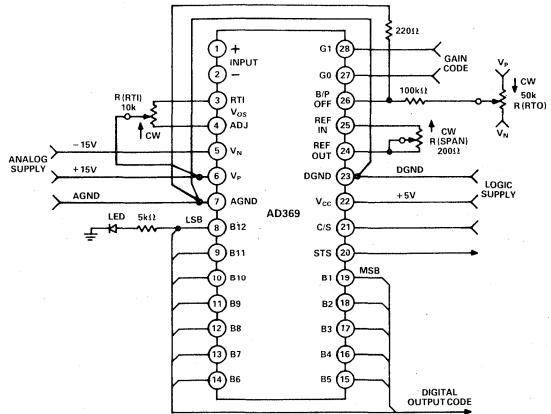 220Ω
1 + INPUT
2 −
3 RTI
V_OS
4 ADJ
5 V_N
6 V_P
7 AGND
8 B12
9 B11
10 B10
11 B9
12 B8
13 B7
14 B6
AD369
G1 28
G0 27
B/P OFF 26
REF IN 25
REF OUT 24
DGND 23
V_CC 22
C/S 21
STS 20
B1 19
B2 18
B3 17
B4 16
B5 15
R (RTI)
10k
CW
−15V
ANALOG
SUPPLY
+15V
AGND
LED
5kΩ
LSB
GAIN
CODE
100kΩ
V_P
CW
50k
R (RTO)
V_N
CW
R (SPAN)
200Ω
DGND
LOGIC
SUPPLY
+5V
MSB
DIGITAL
OUTPUT CODE